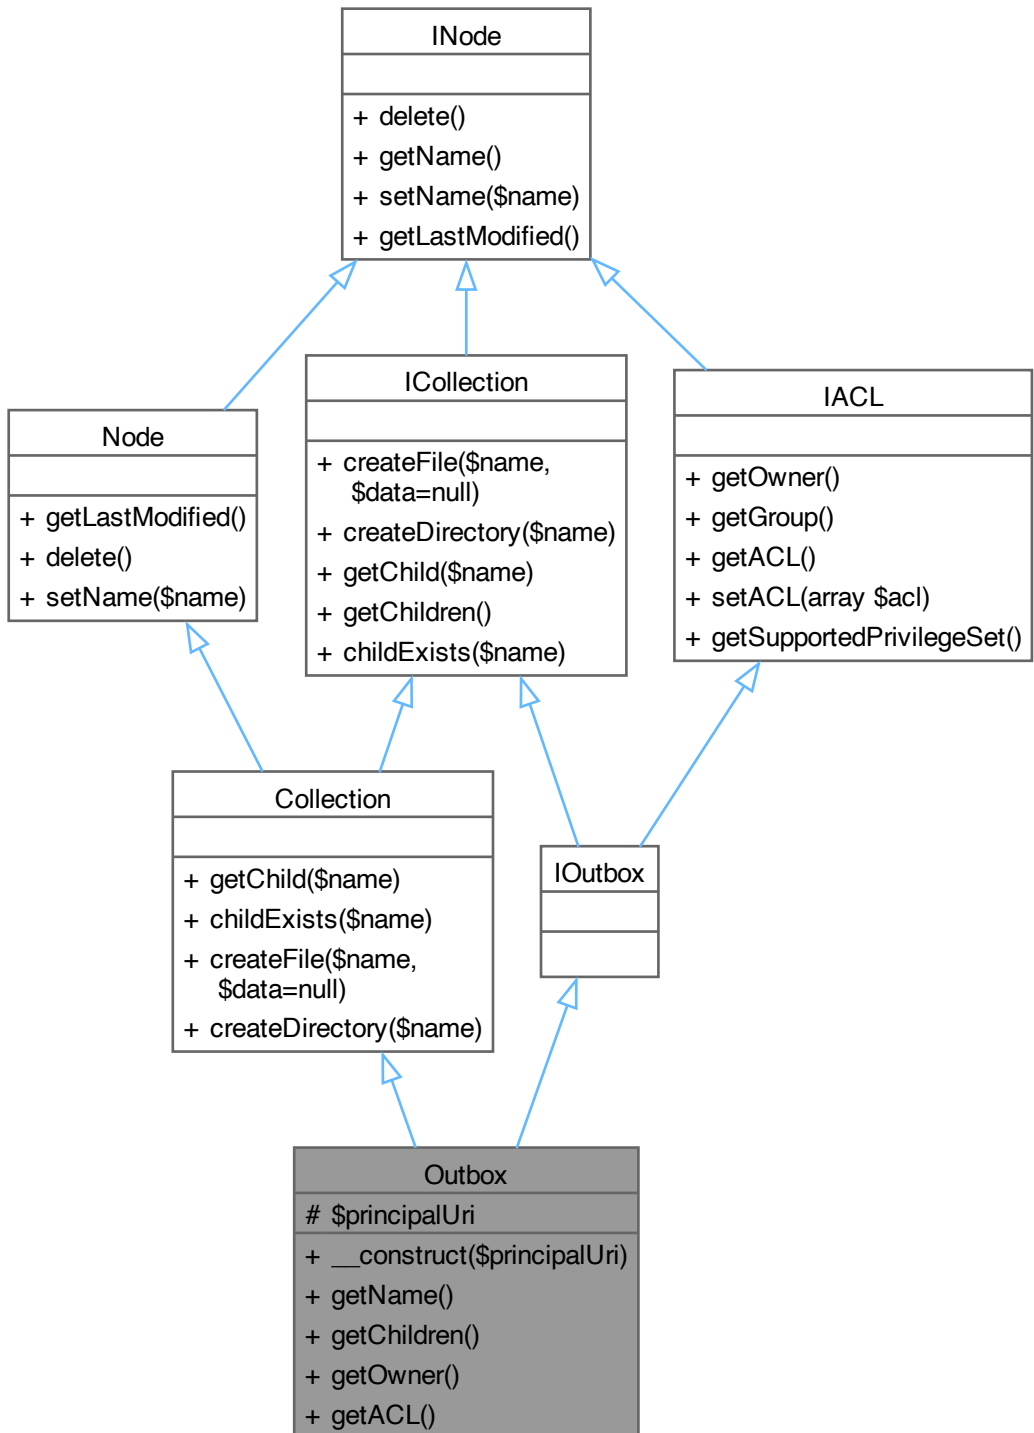 INode
+ delete()
+ getName()
+ setName($name)
+ getLastModified()
Node
+ getLastModified()
+ delete()
+ setName($name)
ICollection
+ createFile($name,
$data=null)
+ createDirectory($name)
+ getChild($name)
+ getChildren()
+ childExists($name)
IACL
+ getOwner()
+ getGroup()
+ getACL()
+ setACL(array $acl)
+ getSupportedPrivilegeSet()
Collection
+ getChild($name)
+ childExists($name)
+ createFile($name,
$data=null)
+ createDirectory($name)
IOutbox
Outbox
# $principalUri
+ __construct($principalUri)
+ getName()
+ getChildren()
+ getOwner()
+ getACL()